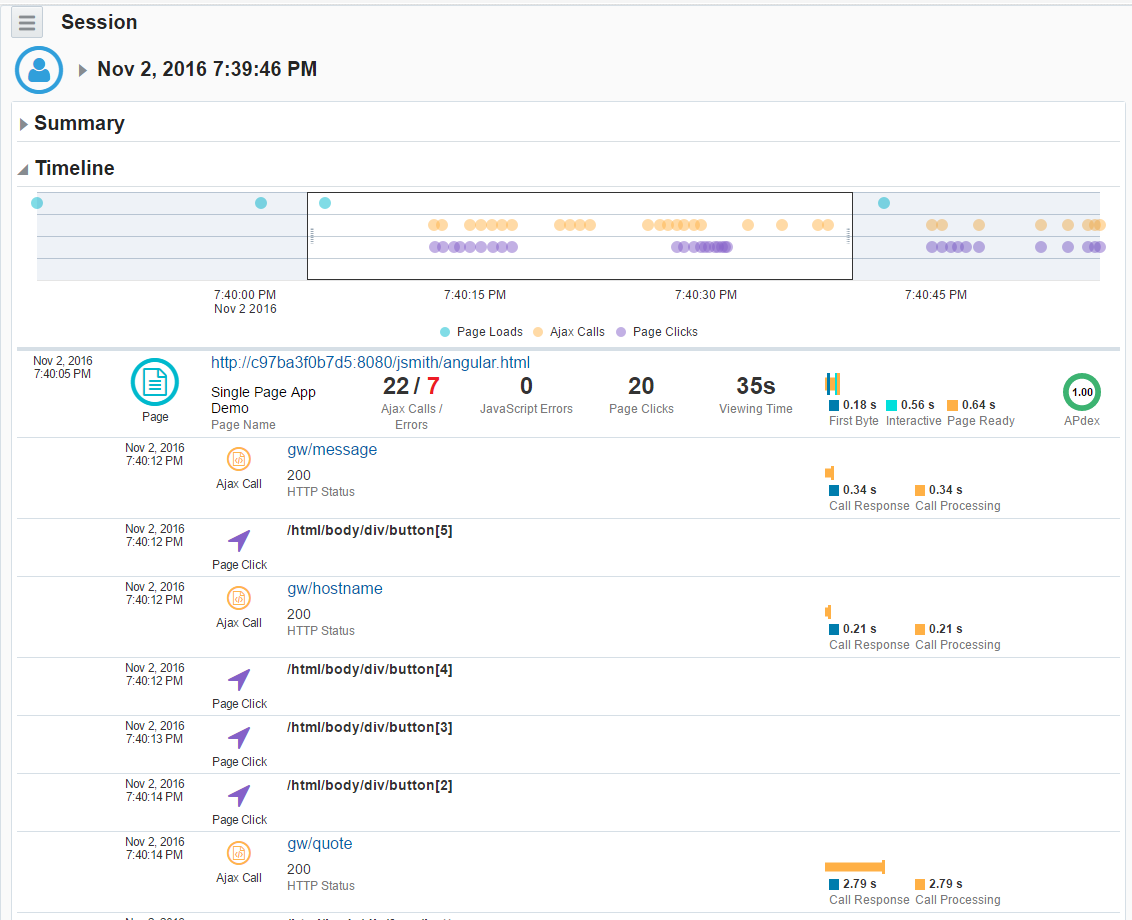 Session
Nov 2, 2016 7:39:46 PM
Summary
Timeline
7:40:00 PM 7:40:15 PM 7:40:30 PM 7:40:45 PM
Nov 2 2016
Page Loads Ajax Calls Page Clicks
Nov 2, 2016
7:40:05 PM
Page
http://c97ba3f0b7d5:8080/jsmith/angular.html
Single Page App
Demo
Page Name
22 / 7
Ajax Calls /
Errors
0
JavaScript Errors
20
Page Clicks
35s
Viewing Time
0.18 s 0.56 s 0.64 s
First Byte Interactive Page Ready
1.00
APdex
Nov 2, 2016
7:40:12 PM
Ajax Call
gw/message
200
HTTP Status
0.34 s 0.34 s
Call Response Call Processing
Nov 2, 2016
7:40:12 PM
Page Click
/html/body/div/button[5]
Nov 2, 2016
7:40:12 PM
Ajax Call
gw/hostname
200
HTTP Status
0.21 s 0.21 s
Call Response Call Processing
Nov 2, 2016
7:40:12 PM
Page Click
/html/body/div/button[4]
Nov 2, 2016
7:40:13 PM
Page Click
/html/body/div/button[3]
Nov 2, 2016
7:40:14 PM
Page Click
/html/body/div/button[2]
Nov 2, 2016
7:40:14 PM
Ajax Call
gw/quote
200
HTTP Status
2.79 s 2.79 s
Call Response Call Processing